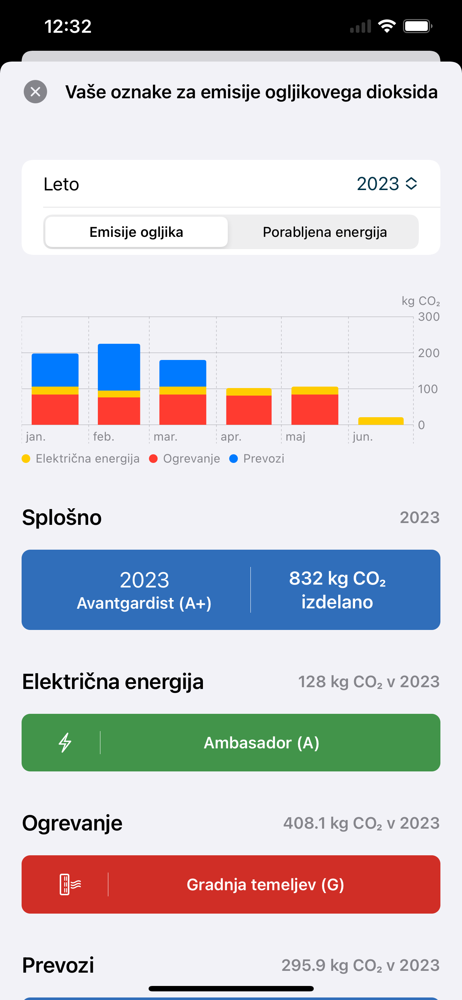 12:32
Vaše oznake za emisije ogljikovega dioksida
Leto 2023
Emisije ogljika Porabljena energija
kg CO₂
300
200
100
0
jan. feb. mar. apr. maj jun.
Električna energija Ogrevanje Prevozi
Splošno 2023
2023
Avantgardist (A+)
832 kg CO₂
izdelano
Električna energija 128 kg CO₂ v 2023
Ambasador (A)
Ogrevanje 408.1 kg CO₂ v 2023
Gradnja temeljev (G)
Prevozi 295.9 kg CO₂ v 2023